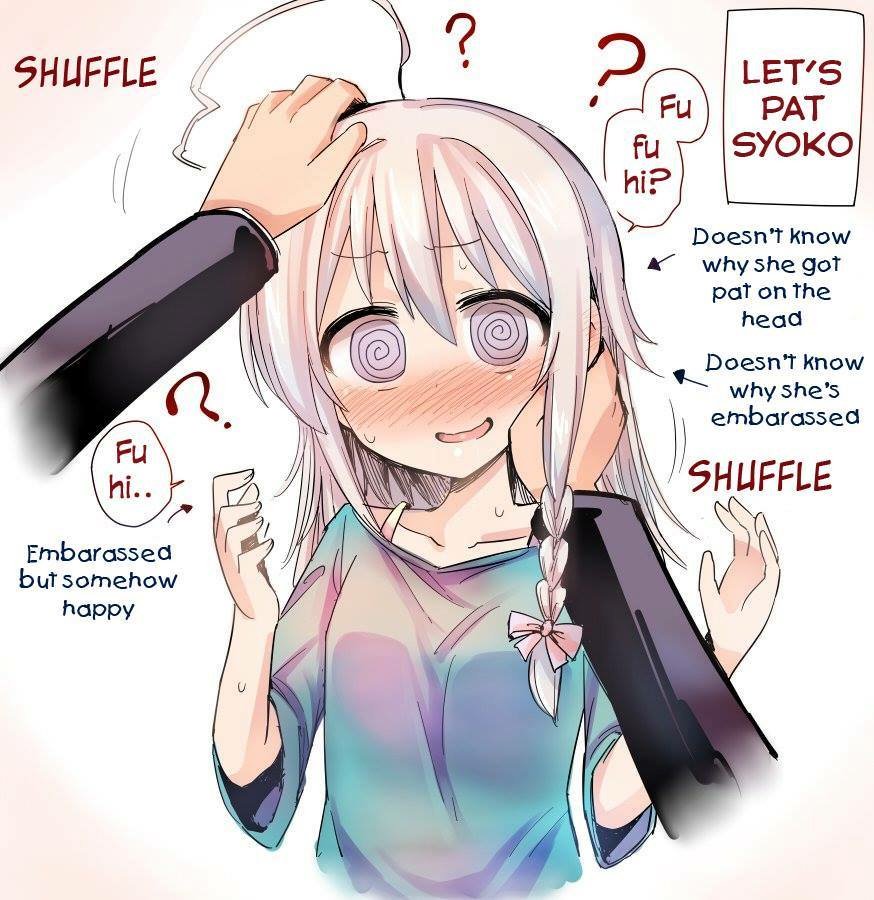 LET'S
PAT
SYOKO
SHUFFLE
?
?
Fu
fu
hi?
Doesn't know
why she got
pat on the
head
Doesn't know
why she's
embarassed
?
Fu
hi..
SHUFFLE
Embarassed
but somehow
happy